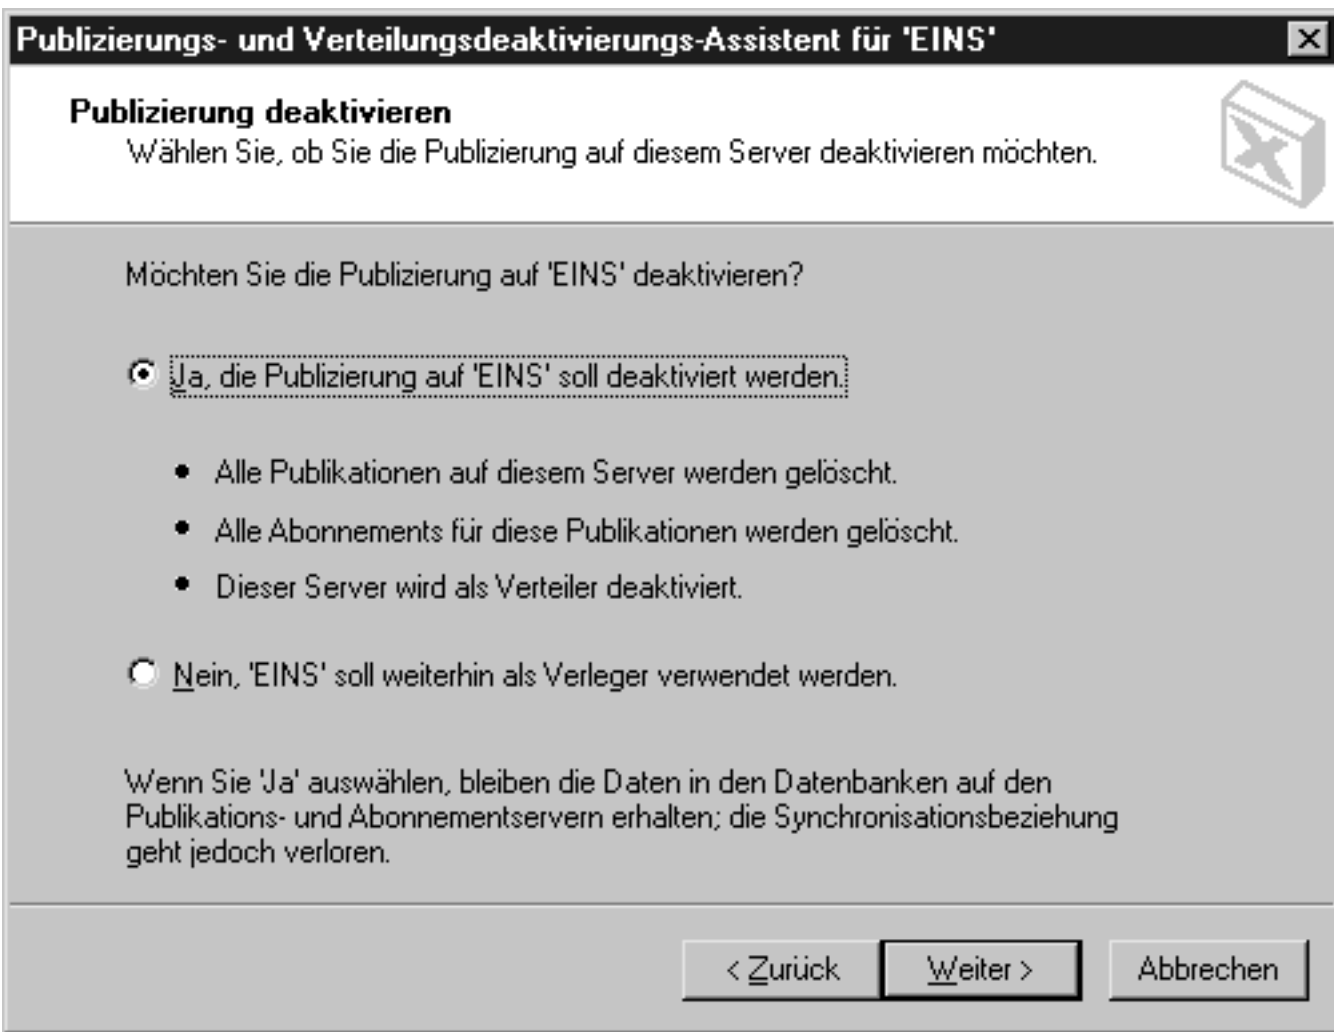 Publizierungs- und Verteilungsdeaktivierungs-Assistent für 'EINS'
Publizierung deaktivieren
Wählen Sie, ob Sie die Publizierung auf diesem Server deaktivieren möchten.
Möchten Sie die Publizierung auf 'EINS' deaktivieren?
Ja, die Publizierung auf 'EINS' soll deaktiviert werden.
• Alle Publikationen auf diesem Server werden gelöscht.
• Alle Abonnements für diese Publikationen werden gelöscht.
• Dieser Server wird als Verteiler deaktiviert.
Nein, 'EINS' soll weiterhin als Verleger verwendet werden.
Wenn Sie 'Ja' auswählen, bleiben die Daten in den Datenbanken auf den
Publikations- und Abonnementservern erhalten; die Synchronisationsbeziehung
geht jedoch verloren.
< Zurück Weiter > Abbrechen